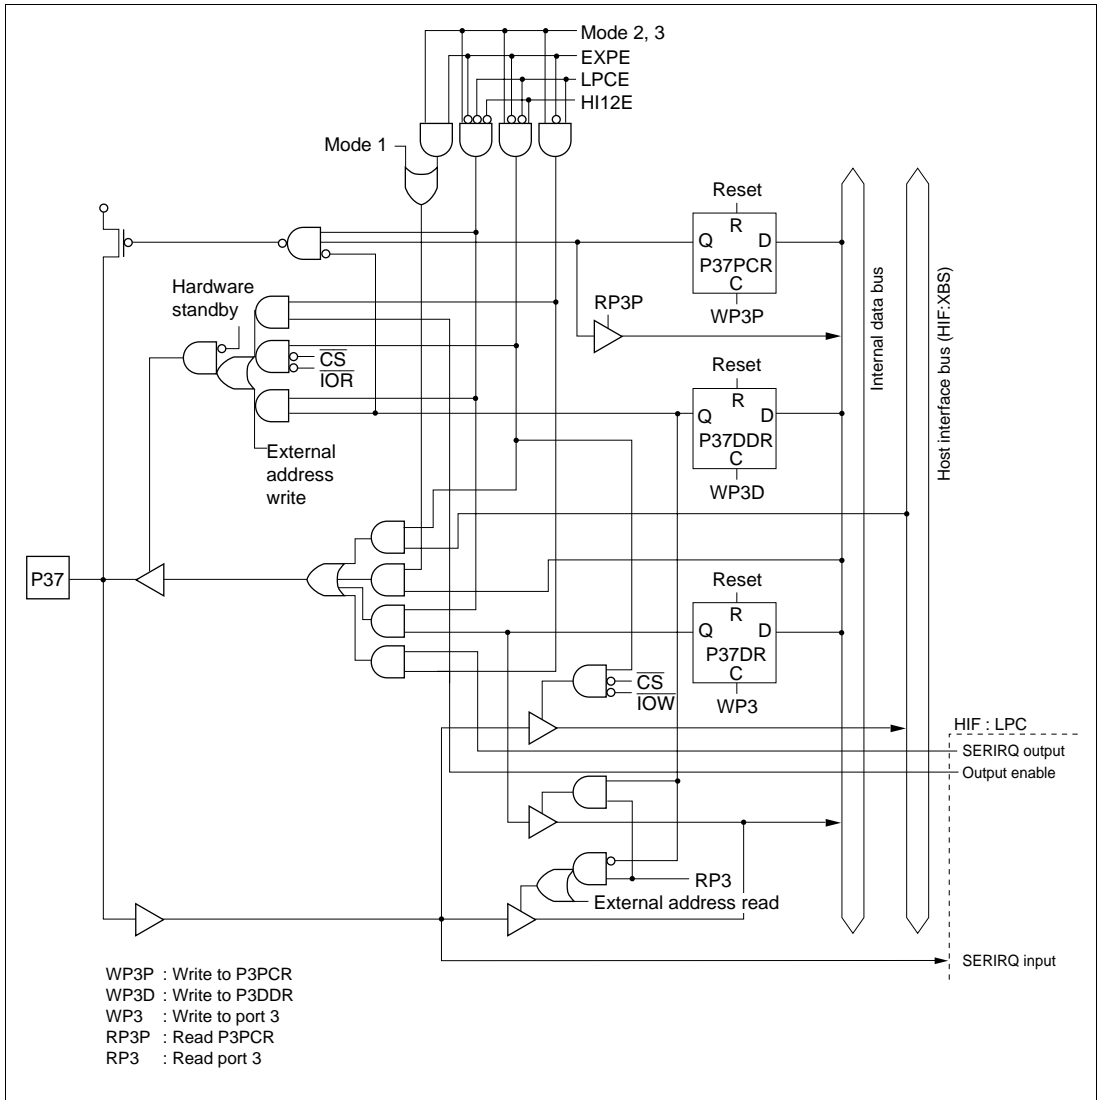 Mode 2, 3
EXPE
LPCE
HI12E
Mode 1
Reset
R
Q
D
P37PCR
C
WP3P
Hardware
standby
RP3P
CS
IOR
Reset
R
Q
D
P37DDR
C
WP3D
External
address
write
Internal data bus
Host interface bus (HIF:XBS)
P37
Reset
R
Q
D
P37DR
C
WP3
CS
IOW
HIF : LPC
SERIRQ output
Output enable
RP3
External address read
SERIRQ input
WP3P : Write to P3PCR
WP3D : Write to P3DDR
WP3 : Write to port 3
RP3P : Read P3PCR
RP3 : Read port 3